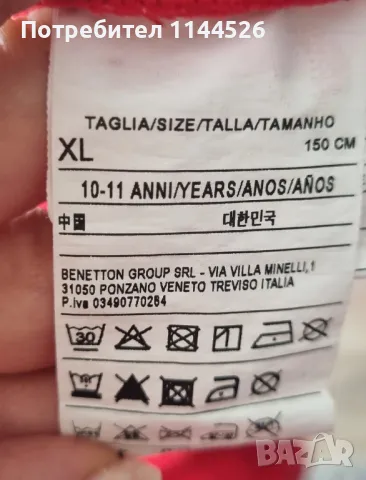 Потребител 1144526
TAGLIA/SIZE/TALLA/TAMANHO
XL 150 CM
10-11 ANNI/YEARS/ANOS/AÑOS
中国 대한민국
BENETTON GROUP SRL - VIA VILLA MINELLI,1
31050 PONZANO VENETO TREVISO ITALIA
P.iva 03490770264
30
BAZAR